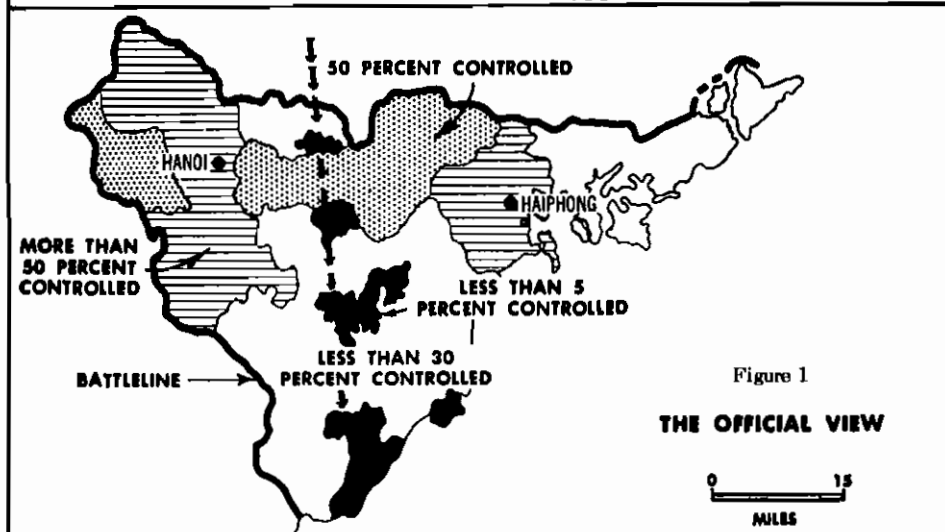 50 PERCENT CONTROLLED
HANOI
HAIPHONG
MORE THAN
50 PERCENT
CONTROLLED
LESS THAN 5
PERCENT CONTROLLED
LESS THAN 30
PERCENT CONTROLLED
BATTLELINE
Figure 1
THE OFFICIAL VIEW
0 15
MILES